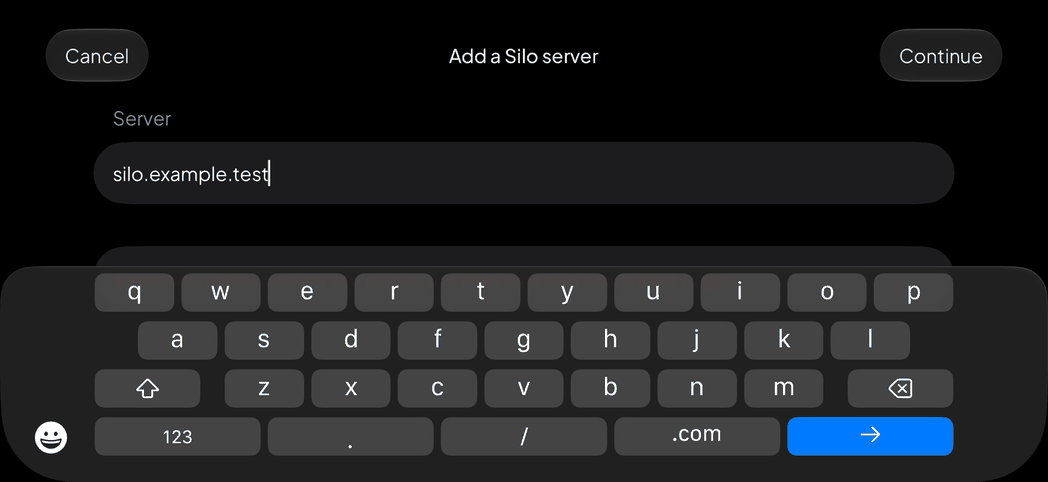 Cancel Add a Silo server Continue
Server
silo.example.test
q w e r t y u i o p
a s d f g h j k l
z x c v b n m
123 . / .com